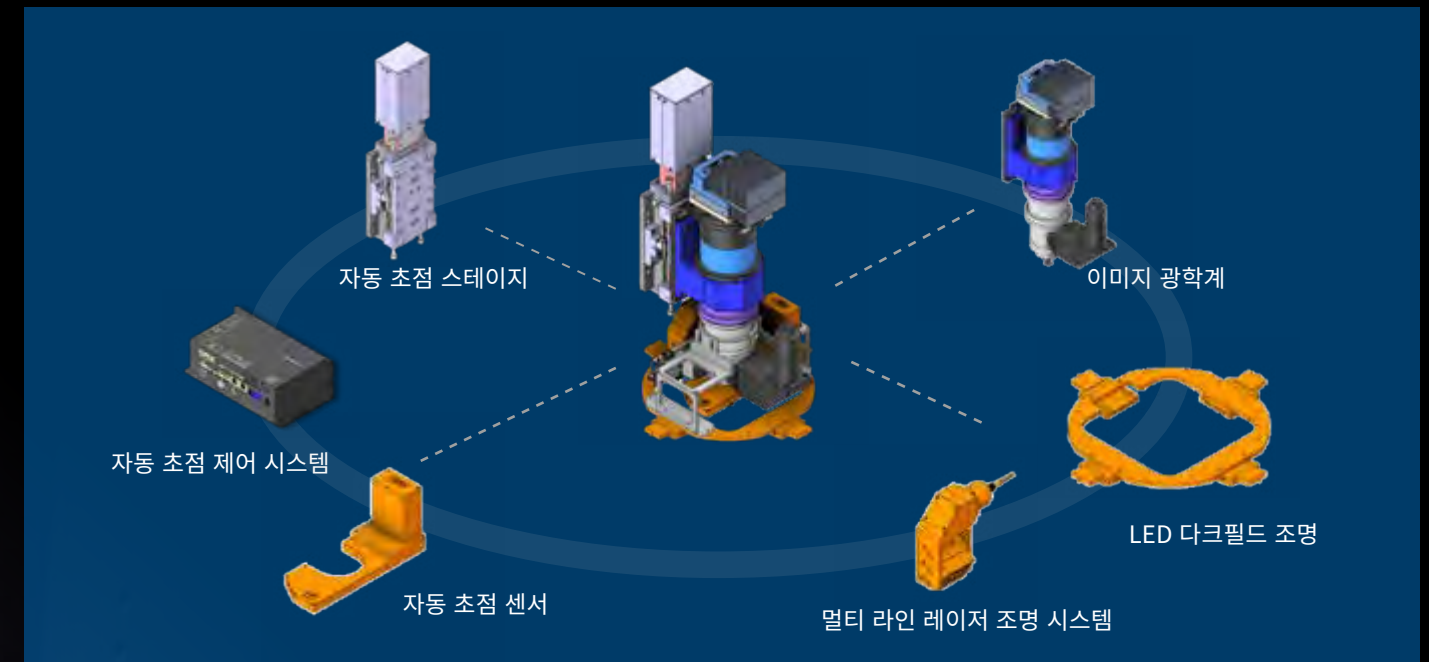 자동 초점 스테이지
이미지 광학계
자동 초점 제어 시스템
LED 다크필드 조명
자동 초점 센서
멀티 라인 레이저 조명 시스템